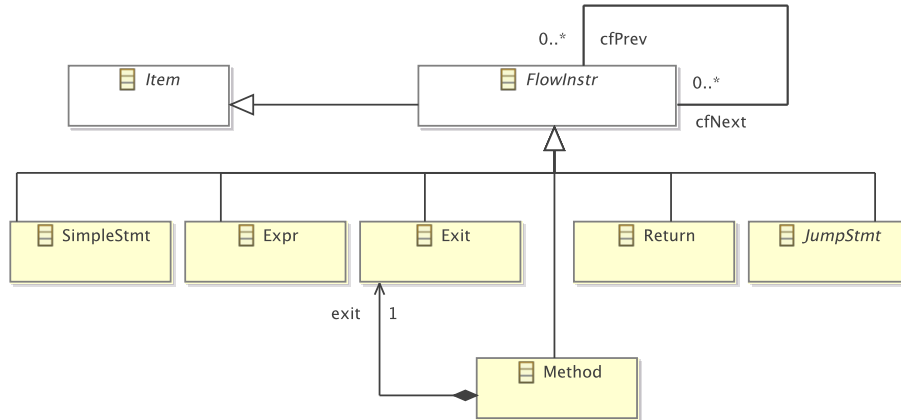 0..* cfPrev
Item
FlowInstr
0..*
cfNext
SimpleStmt
Expr
Exit
Return
JumpStmt
exit 1
Method